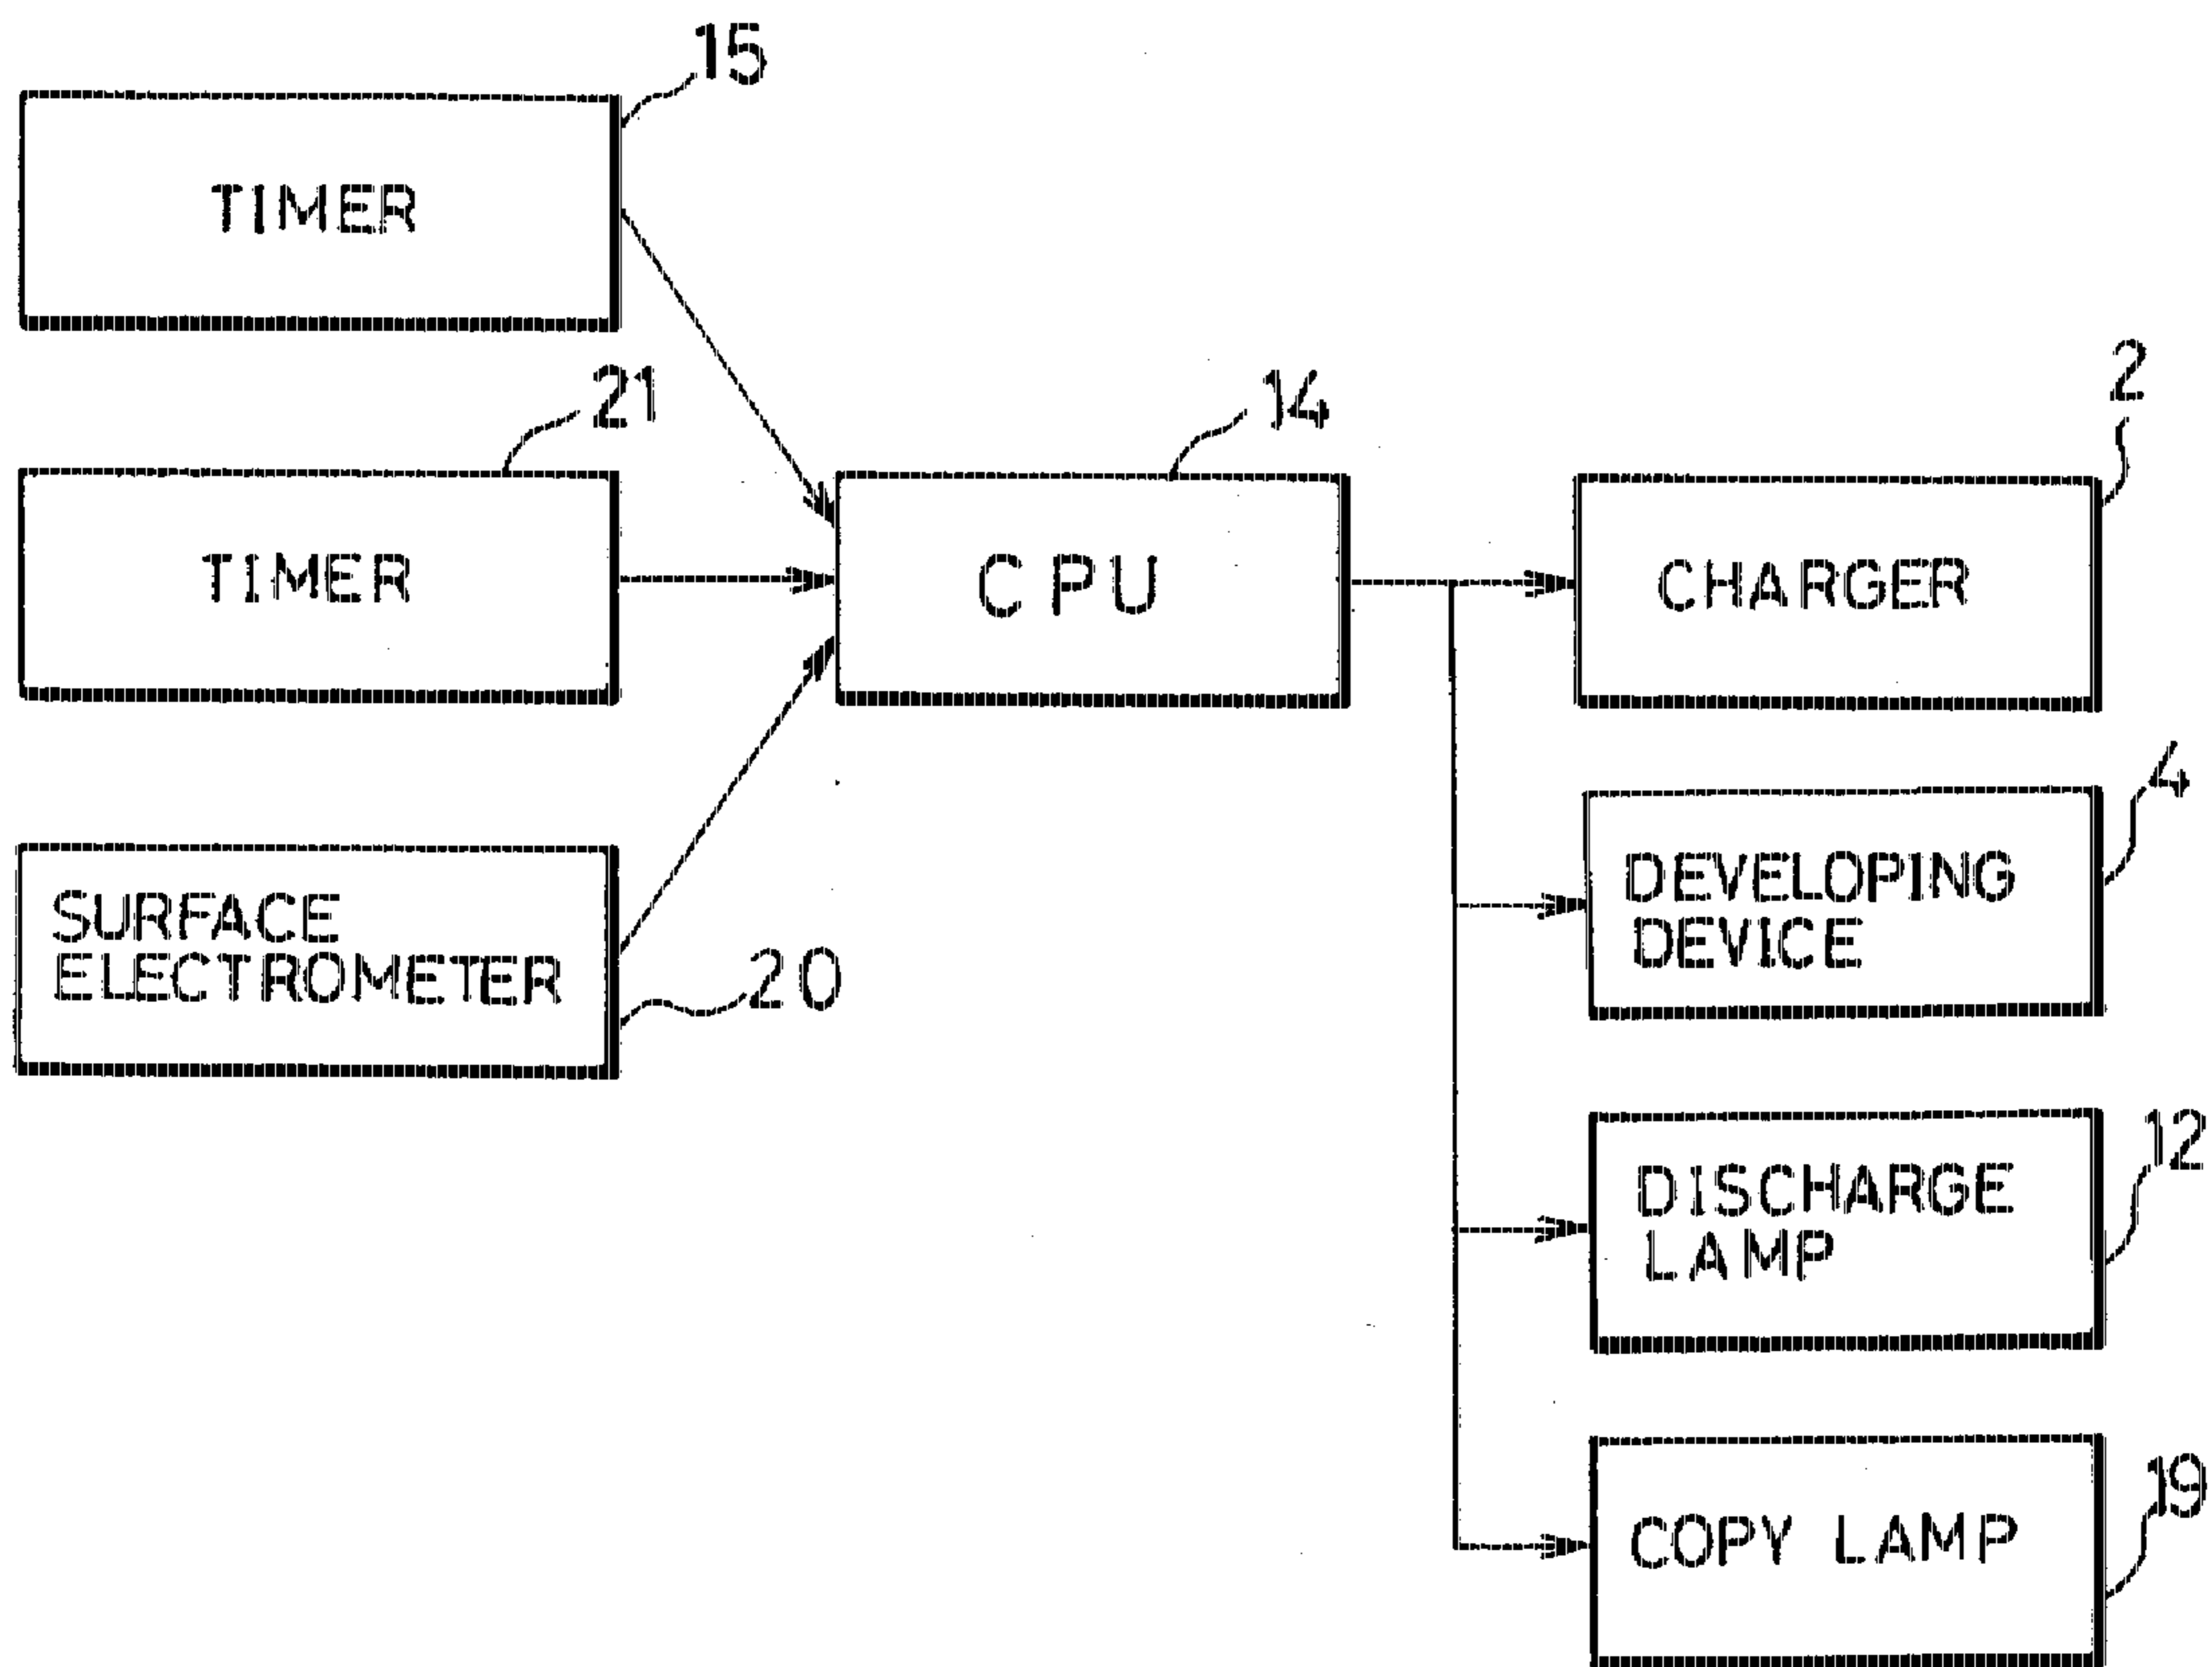 15
TIMER
21
TIMER
14
CPU
2
CHARGER
4
DEVELOPING
DEVICE
SURFACE
ELECTROMETER
20
12
DISCHARGE
LAMP
19
COPY LAMP